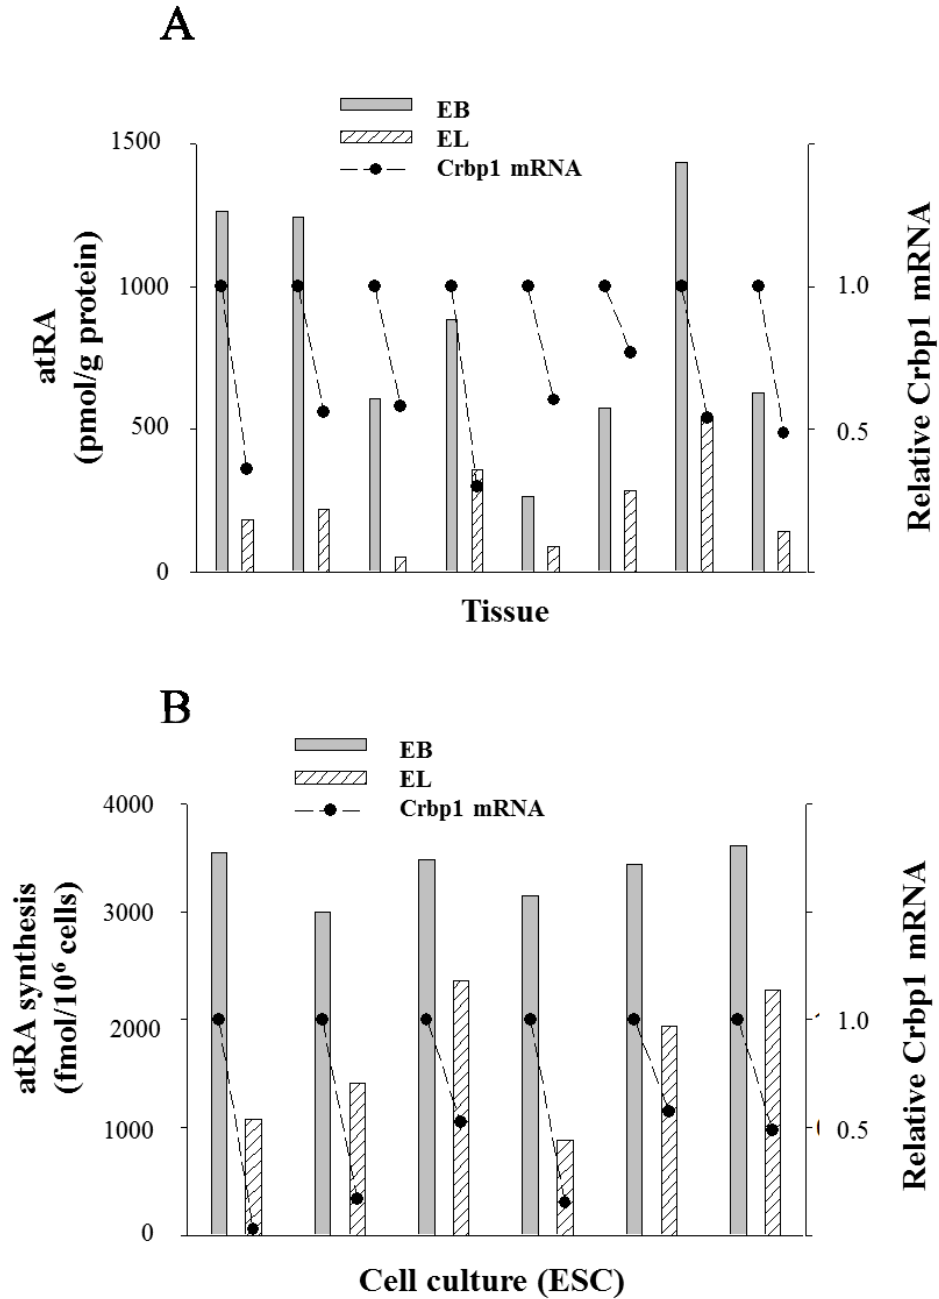 A
EB
EL
Crbp1 mRNA
1500
1000
500
0
atRA
(pmol/g protein)
1.0
0.5
Relative Crbp1 mRNA
Tissue
B
EB
EL
Crbp1 mRNA
4000
3000
2000
1000
0
atRA synthesis
(fmol/10⁶ cells)
1.0
0.5
Relative Crbp1 mRNA
Cell culture (ESC)